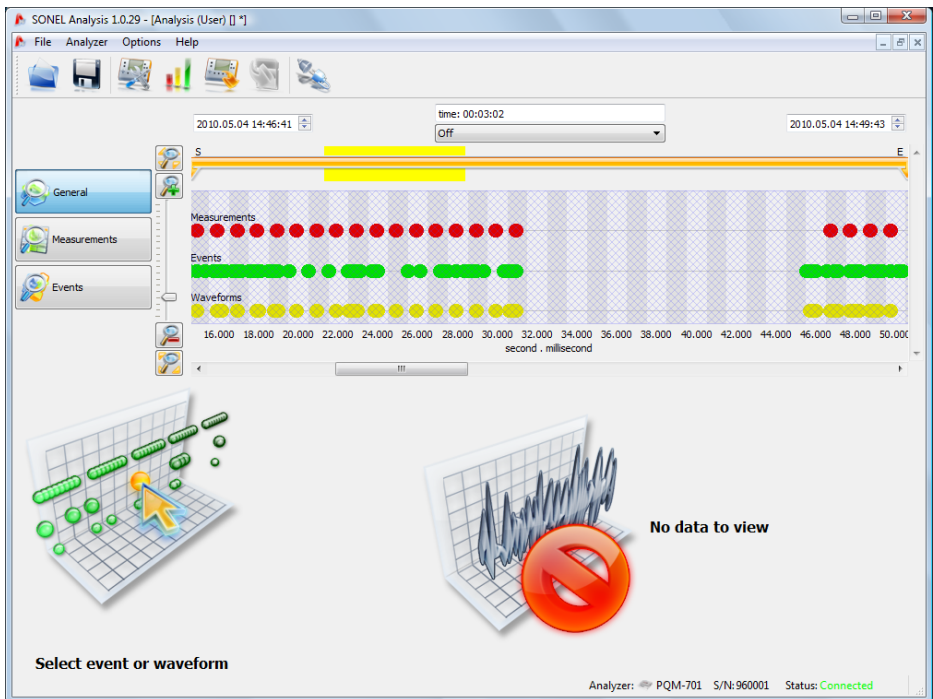 SONEL Analysis 1.0.29 - [Analysis (User) [] *]
File Analyzer Options Help
2010.05.04 14:46:41
time: 00:03:02
Off
2010.05.04 14:49:43
S
E
General
Measurements
Events
Measurements
Events
Waveforms
16.000 18.000 20.000 22.000 24.000 26.000 28.000 30.000 32.000 34.000 36.000 38.000 40.000 42.000 44.000 46.000 48.000 50.000
second . milisecond
No data to view
Select event or waveform
Analyzer: PQM-701 S/N: 960001 Status: Connected